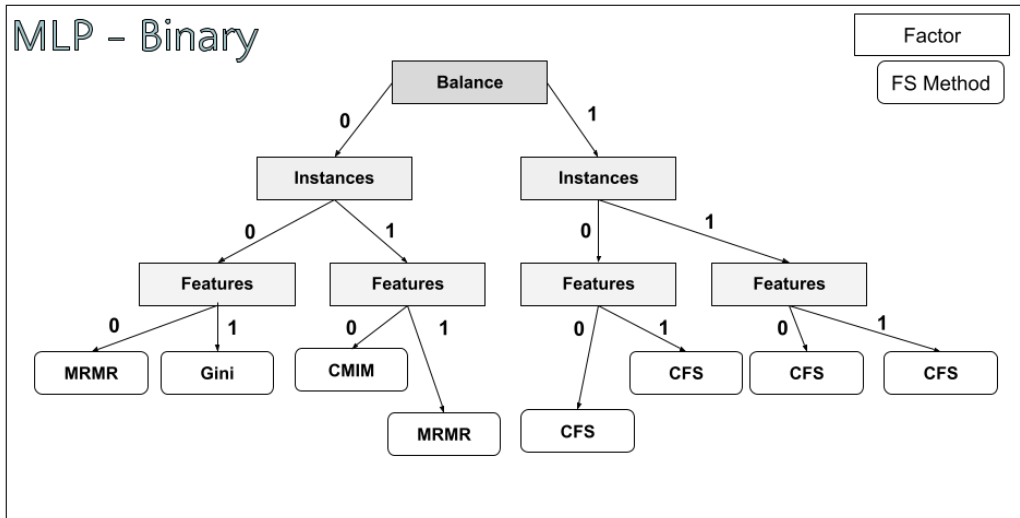 MLP – Binary
Factor
FS Method
Balance
0
1
Instances
Instances
0
1
0
1
Features
Features
Features
Features
0
1
0
1
0
1
0
1
MRMR
Gini
CMIM
CFS
CFS
CFS
MRMR
CFS